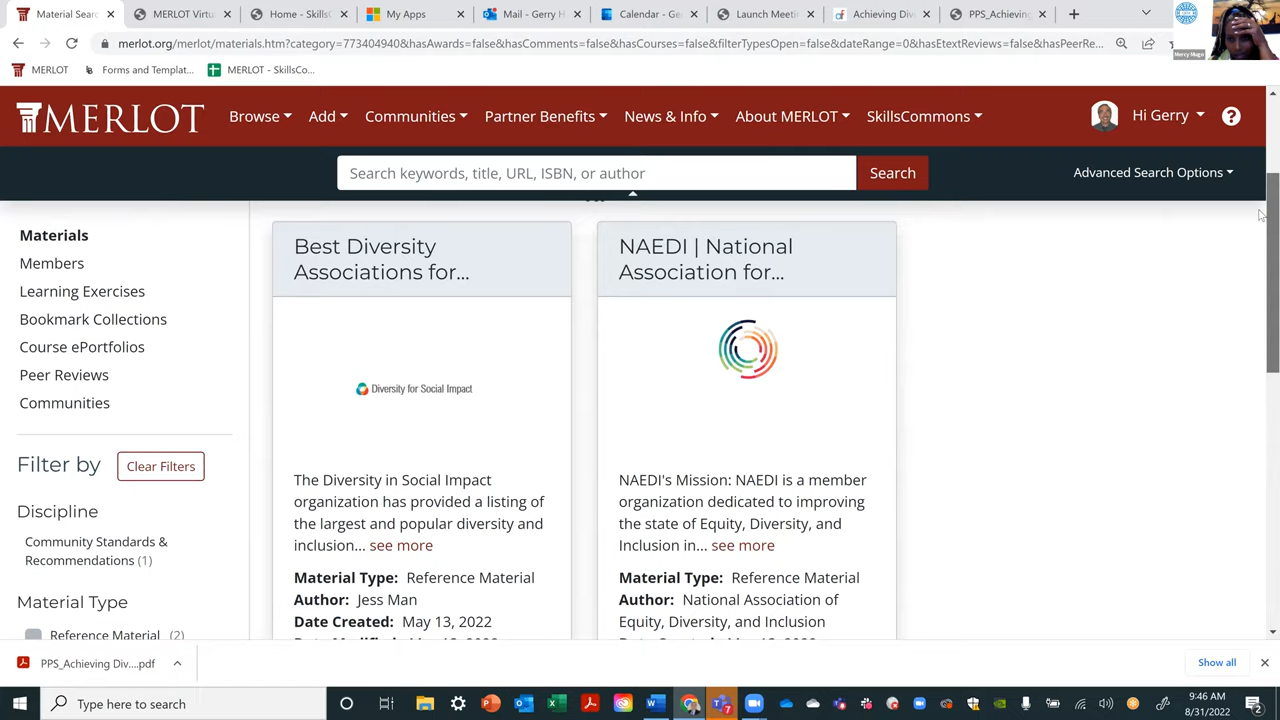 Material Sear
MERLOT Virtu
Home - SkillsC
My Apps
Mail - Gerry H
Calendar - Ge
Launch Meeti
AchievingDiv
PPS_Achieving
merlot.org/merlot/materials.htm?category=773404940&hasAwards=false&hasComments=false&hasCourses=false&filterTypesOpen=false&dateRange=0&hasEtextReviews=false&hasPeerRe...
Mercy Mugo
MERLOT
Forms and Templat...
MERLOT - SkillsCo...
MERLOT
Browse
Add
Communities
Partner Benefits
News & Info
About MERLOT
SkillsCommons
Hi Gerry
?
Search keywords, title, URL, ISBN, or author
Search
Advanced Search Options
Materials
Members
Learning Exercises
Bookmark Collections
Course ePortfolios
Peer Reviews
Communities
Filter by
Clear Filters
Discipline
Community Standards &
Recommendations (1)
Material Type
Reference Material (2)
Best Diversity
Associations for...
Diversity for Social Impact
The Diversity in Social Impact
organization has provided a listing of
the largest and popular diversity and
inclusion... see more
Material Type: Reference Material
Author: Jess Man
Date Created: May 13, 2022
NAEDI | National
Association for...
NAEDI's Mission: NAEDI is a member
organization dedicated to improving
the state of Equity, Diversity, and
Inclusion in... see more
Material Type: Reference Material
Author: National Association of
Equity, Diversity, and Inclusion
PPS_Achieving Div....pdf
Show all
Type here to search
9:46 AM
8/31/2022
2